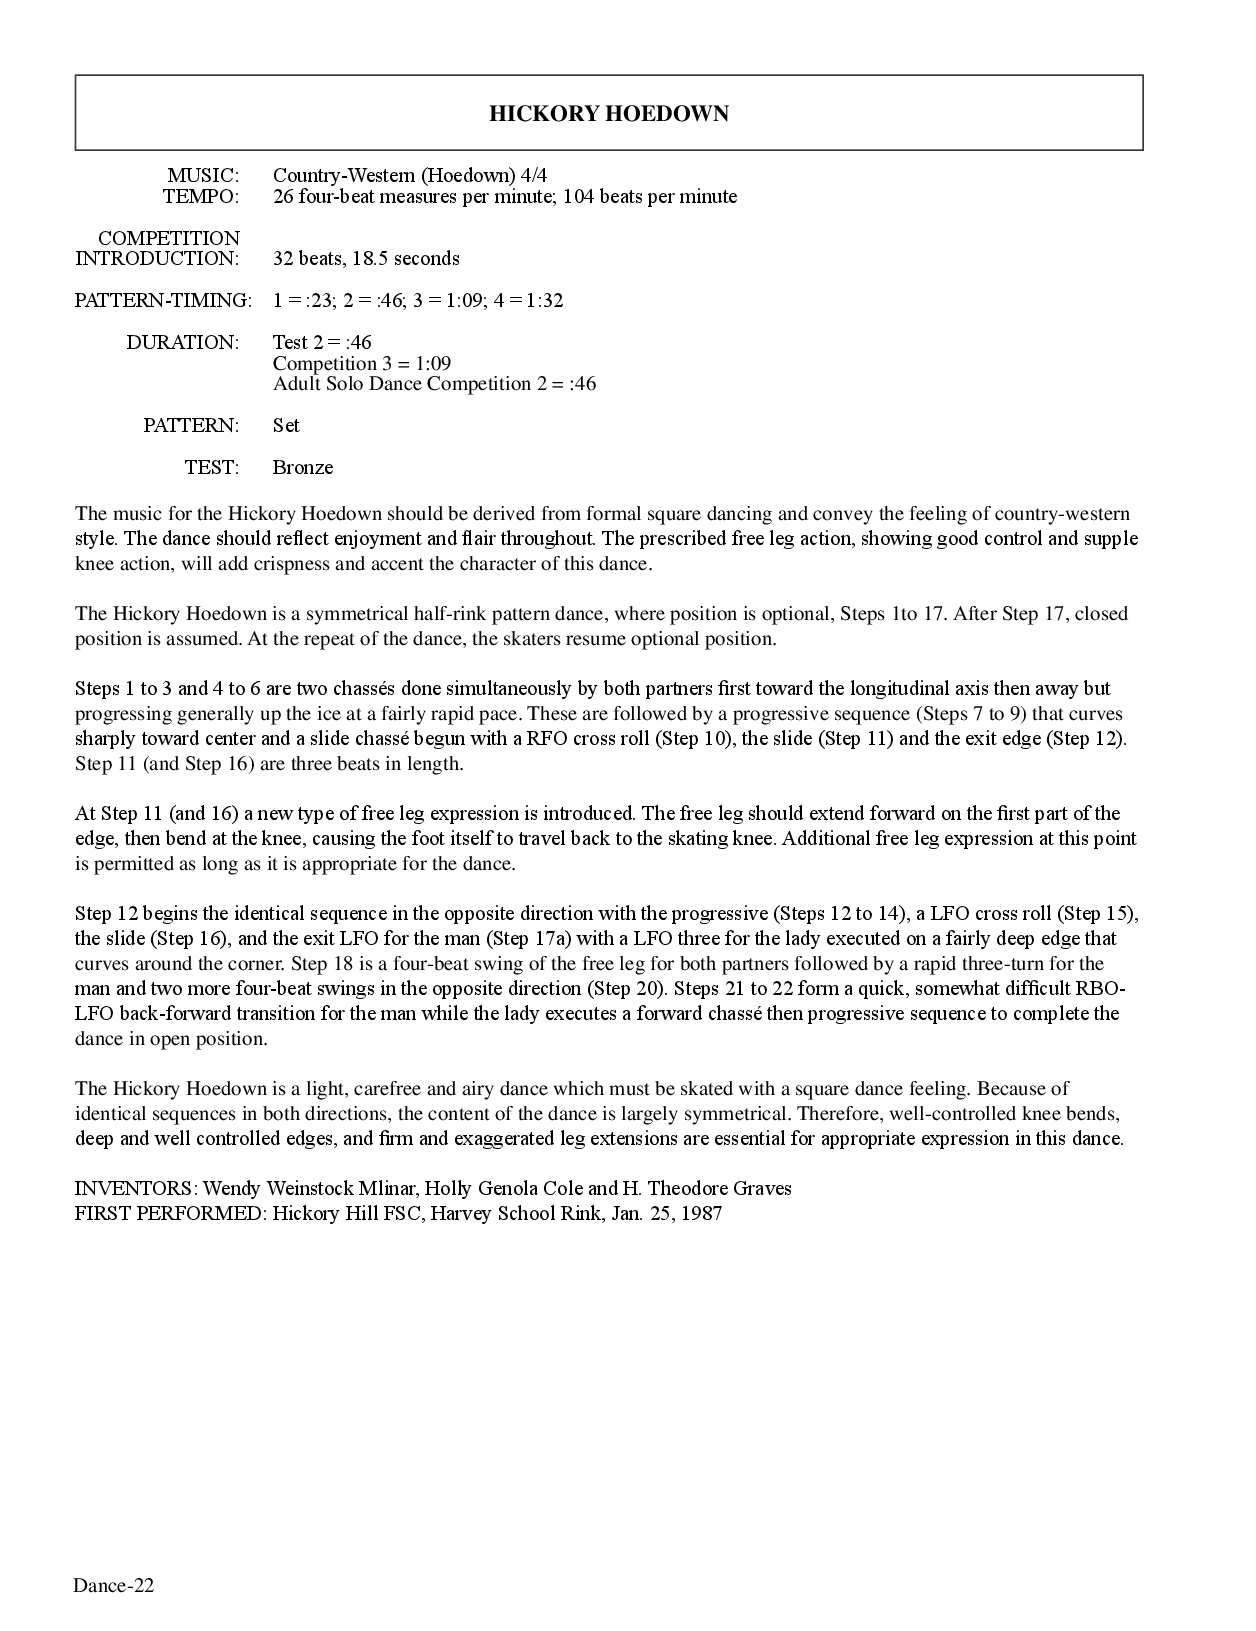 HICKORY HOEDOWN
MUSIC: Country-Western (Hoedown) 4/4
TEMPO: 26 four-beat measures per minute; 104 beats per minute
COMPETITION
INTRODUCTION: 32 beats, 18.5 seconds
PATTERN-TIMING: 1 = :23; 2 = :46; 3 = 1:09; 4 = 1:32
DURATION: Test 2 = :46
Competition 3 = 1:09
Adult Solo Dance Competition 2 = :46
PATTERN: Set
TEST: Bronze
The music for the Hickory Hoedown should be derived from formal square dancing and convey the feeling of country-western
style. The dance should reflect enjoyment and flair throughout. The prescribed free leg action, showing good control and supple
knee action, will add crispness and accent the character of this dance.
The Hickory Hoedown is a symmetrical half-rink pattern dance, where position is optional, Steps 1to 17. After Step 17, closed
position is assumed. At the repeat of the dance, the skaters resume optional position.
Steps 1 to 3 and 4 to 6 are two chassés done simultaneously by both partners first toward the longitudinal axis then away but
progressing generally up the ice at a fairly rapid pace. These are followed by a progressive sequence (Steps 7 to 9) that curves
sharply toward center and a slide chassé begun with a RFO cross roll (Step 10), the slide (Step 11) and the exit edge (Step 12).
Step 11 (and Step 16) are three beats in length.
At Step 11 (and 16) a new type of free leg expression is introduced. The free leg should extend forward on the first part of the
edge, then bend at the knee, causing the foot itself to travel back to the skating knee. Additional free leg expression at this point
is permitted as long as it is appropriate for the dance.
Step 12 begins the identical sequence in the opposite direction with the progressive (Steps 12 to 14), a LFO cross roll (Step 15),
the slide (Step 16), and the exit LFO for the man (Step 17a) with a LFO three for the lady executed on a fairly deep edge that
curves around the corner. Step 18 is a four-beat swing of the free leg for both partners followed by a rapid three-turn for the
man and two more four-beat swings in the opposite direction (Step 20). Steps 21 to 22 form a quick, somewhat difficult RBO-
LFO back-forward transition for the man while the lady executes a forward chassé then progressive sequence to complete the
dance in open position.
The Hickory Hoedown is a light, carefree and airy dance which must be skated with a square dance feeling. Because of
identical sequences in both directions, the content of the dance is largely symmetrical. Therefore, well-controlled knee bends,
deep and well controlled edges, and firm and exaggerated leg extensions are essential for appropriate expression in this dance.
INVENTORS: Wendy Weinstock Mlinar, Holly Genola Cole and H. Theodore Graves
FIRST PERFORMED: Hickory Hill FSC, Harvey School Rink, Jan. 25, 1987
Dance-22